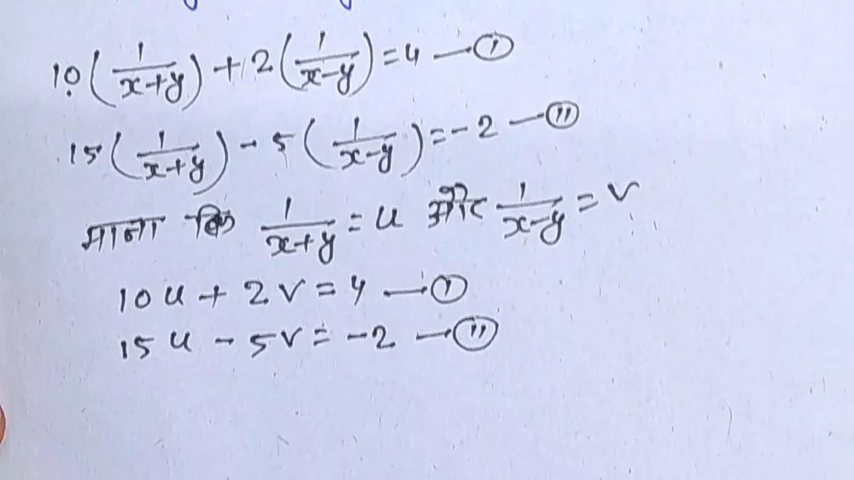 10(1/(x+y)) + 2(1/(x-y)) = 4 —(I)
15(1/(x+y)) - 5(1/(x-y)) = -2 —(II)
माना कि 1/(x+y) = u और 1/(x-y) = v
10u + 2v = 4 —(I)
15u - 5v = -2 —(II)